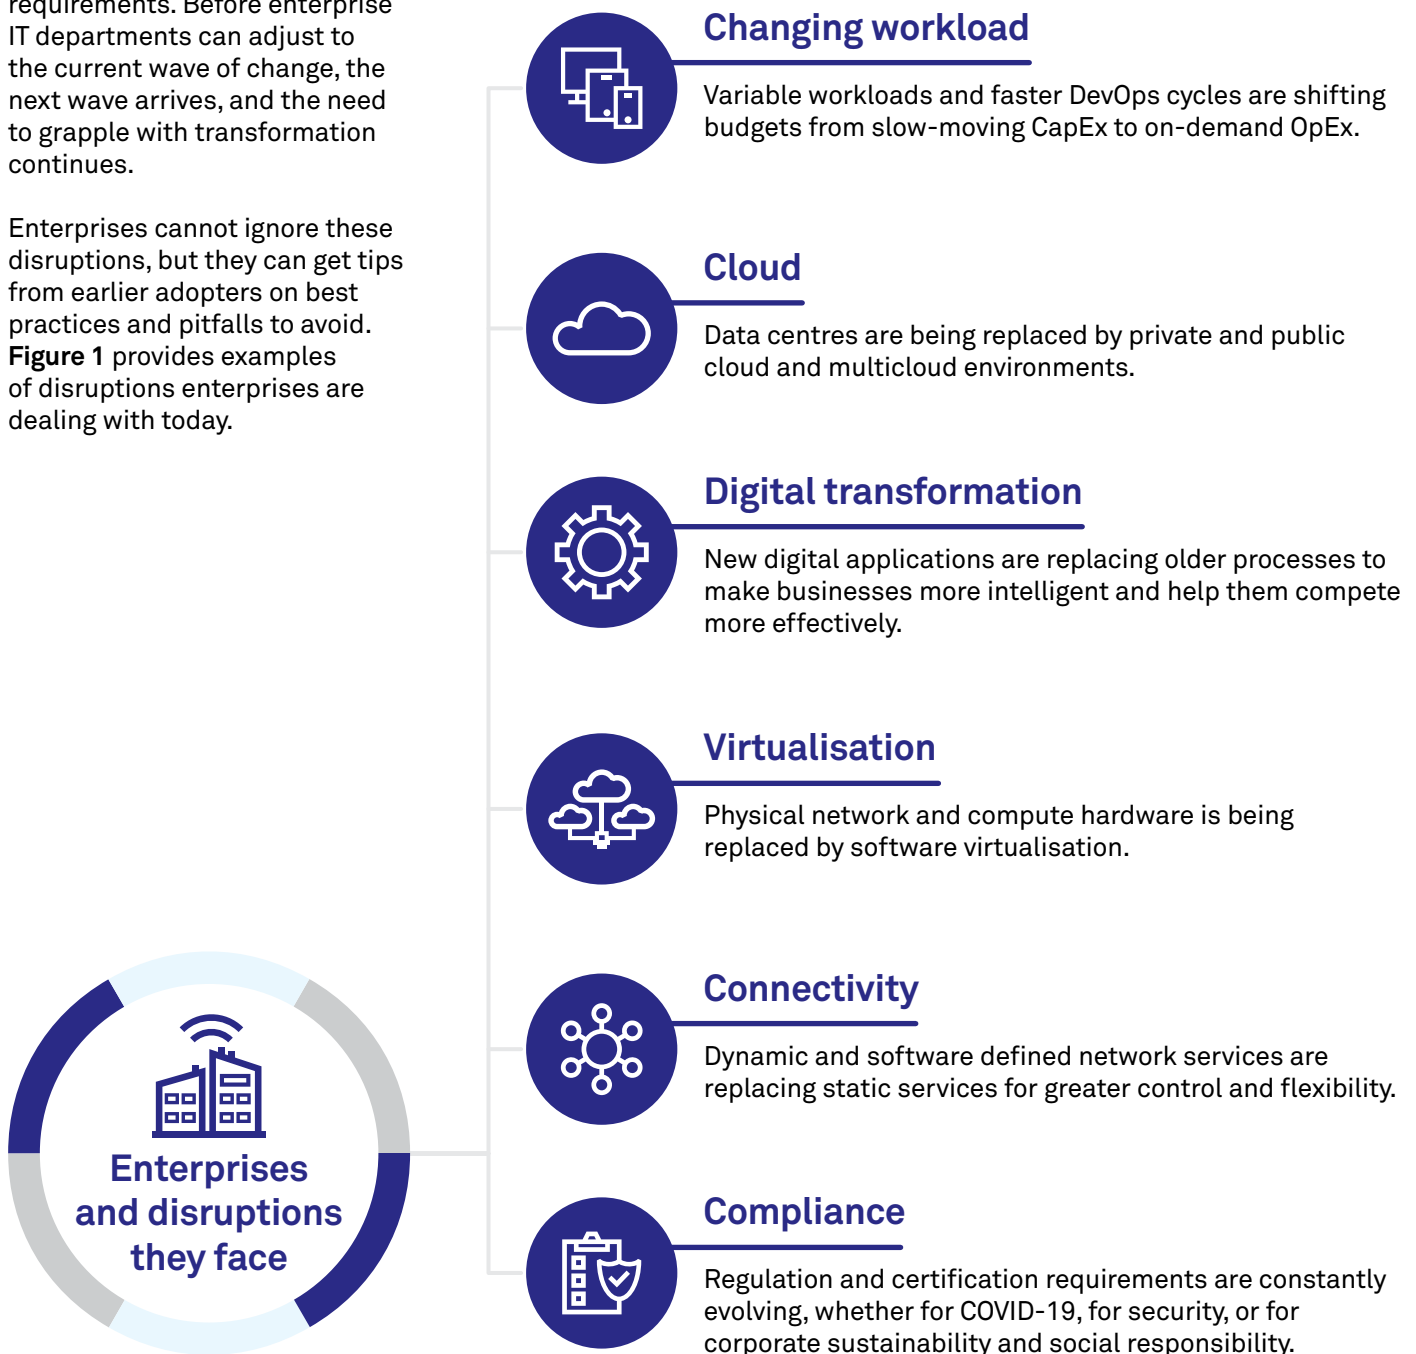 requirements. Before enterprise
IT departments can adjust to
the current wave of change, the
next wave arrives, and the need
to grapple with transformation
continues.
Enterprises cannot ignore these
disruptions, but they can get tips
from earlier adopters on best
practices and pitfalls to avoid.
Figure 1 provides examples
of disruptions enterprises are
dealing with today.
Enterprises
and disruptions
they face
Changing workload
Variable workloads and faster DevOps cycles are shifting
budgets from slow-moving CapEx to on-demand OpEx.
Cloud
Data centres are being replaced by private and public
cloud and multicloud environments.
Digital transformation
New digital applications are replacing older processes to
make businesses more intelligent and help them compete
more effectively.
Virtualisation
Physical network and compute hardware is being
replaced by software virtualisation.
Connectivity
Dynamic and software defined network services are
replacing static services for greater control and flexibility.
Compliance
Regulation and certification requirements are constantly
evolving, whether for COVID-19, for security, or for
corporate sustainability and social responsibility.